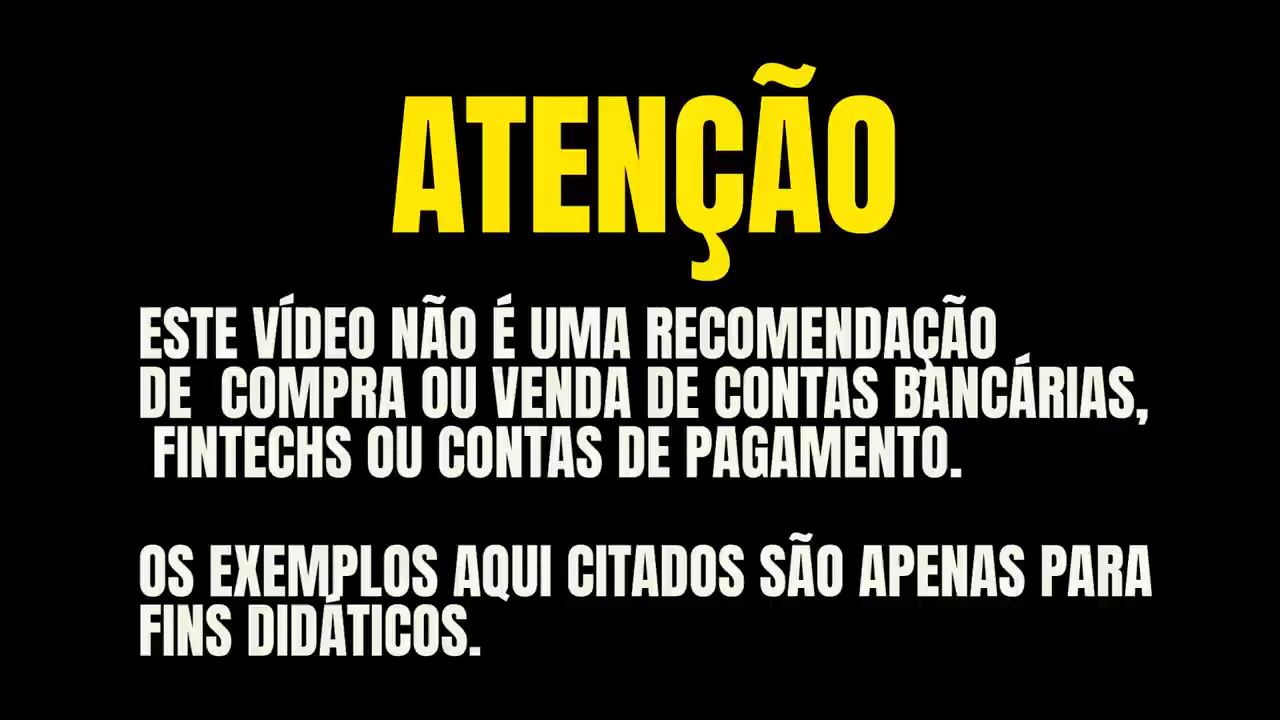 ATENÇÃO
ESTE VÍDEO NÃO É UMA RECOMENDAÇÃO
DE COMPRA OU VENDA DE CONTAS BANCÁRIAS,
FINTECHS OU CONTAS DE PAGAMENTO.
OS EXEMPLOS AQUI CITADOS SÃO APENAS PARA
FINS DIDÁTICOS.